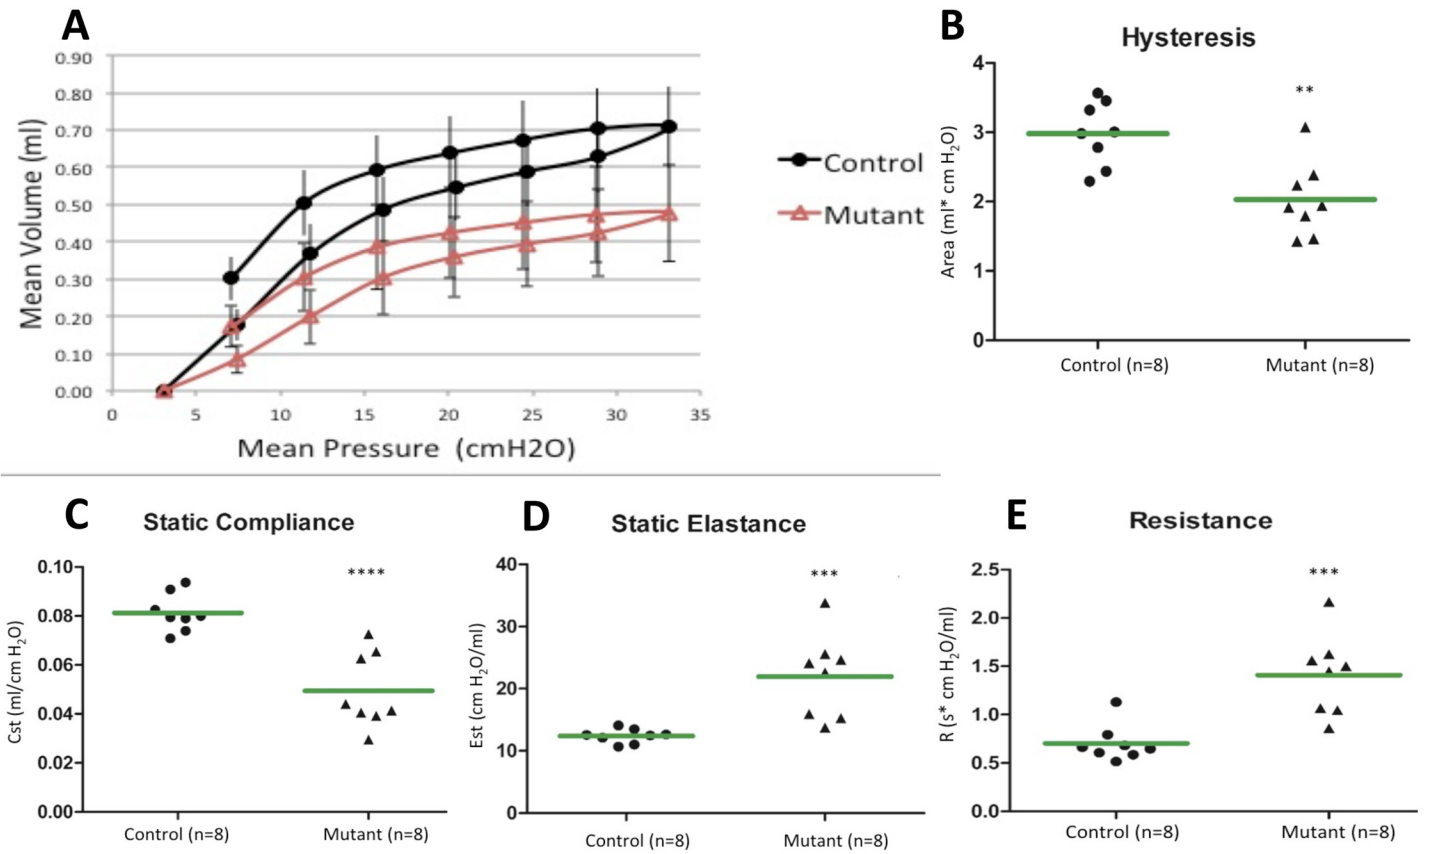 A
0.90
0.80
0.70
0.60
0.50
0.40
0.30
0.20
0.10
0.00
0 5 10 15 20 25 30 35
Mean Volume (ml)
Mean Pressure (cmH2O)
Control
Mutant
B
Hysteresis
**
4
3
2
1
0
Area (ml* cm H2O)
Control (n=8) Mutant (n=8)
C
Static Compliance
****
0.10
0.08
0.06
0.04
0.02
0.00
Cst (ml/cm H2O)
Control (n=8) Mutant (n=8)
D
Static Elastance
***
40
30
20
10
0
Est (cm H2O/ml)
Control (n=8) Mutant (n=8)
E
Resistance
***
2.5
2.0
1.5
1.0
0.5
0.0
R (s* cm H2O/ml)
Control (n=8) Mutant (n=8)